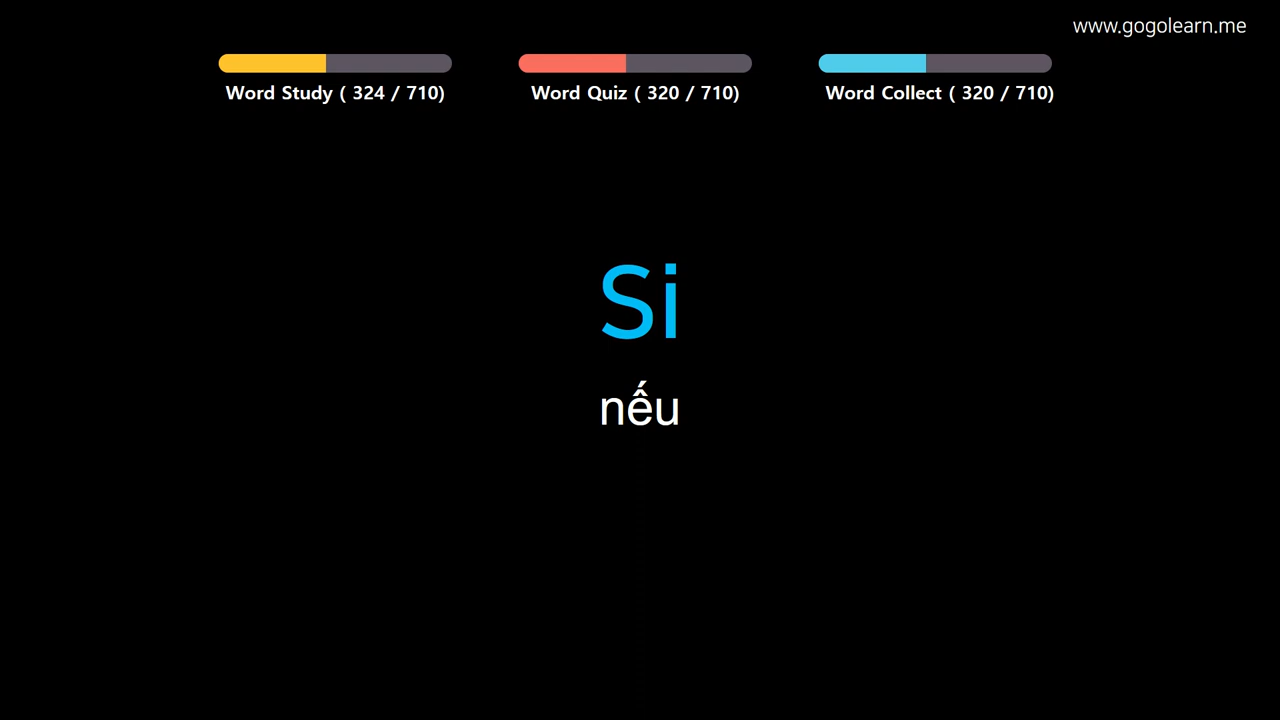 www.gogolearn.me
Word Study ( 324 / 710)
Word Quiz ( 320 / 710)
Word Collect ( 320 / 710)
Si
nếu